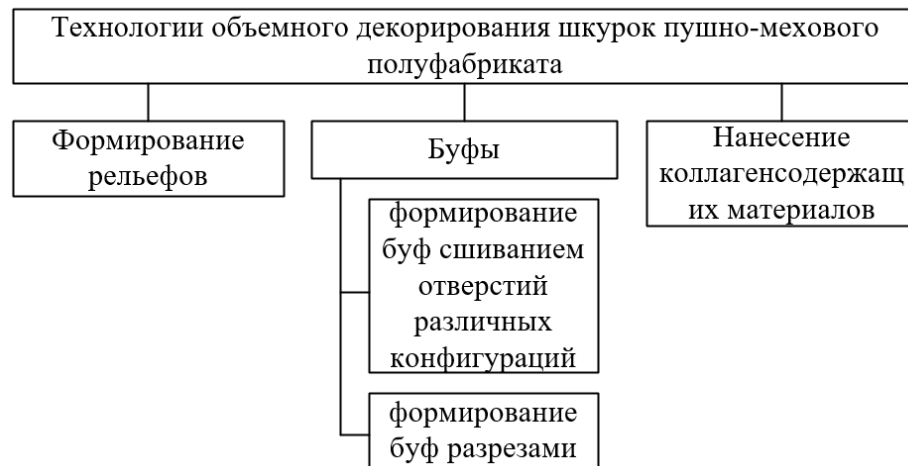 Технологии объемного декорирования шкурок пушно-мехового
полуфабриката
Формирование
рельефов
Буфы
Нанесение
коллагенсодержащ
их материалов
формирование
буф сшиванием
отверстий
различных
конфигураций
формирование
буф разрезами